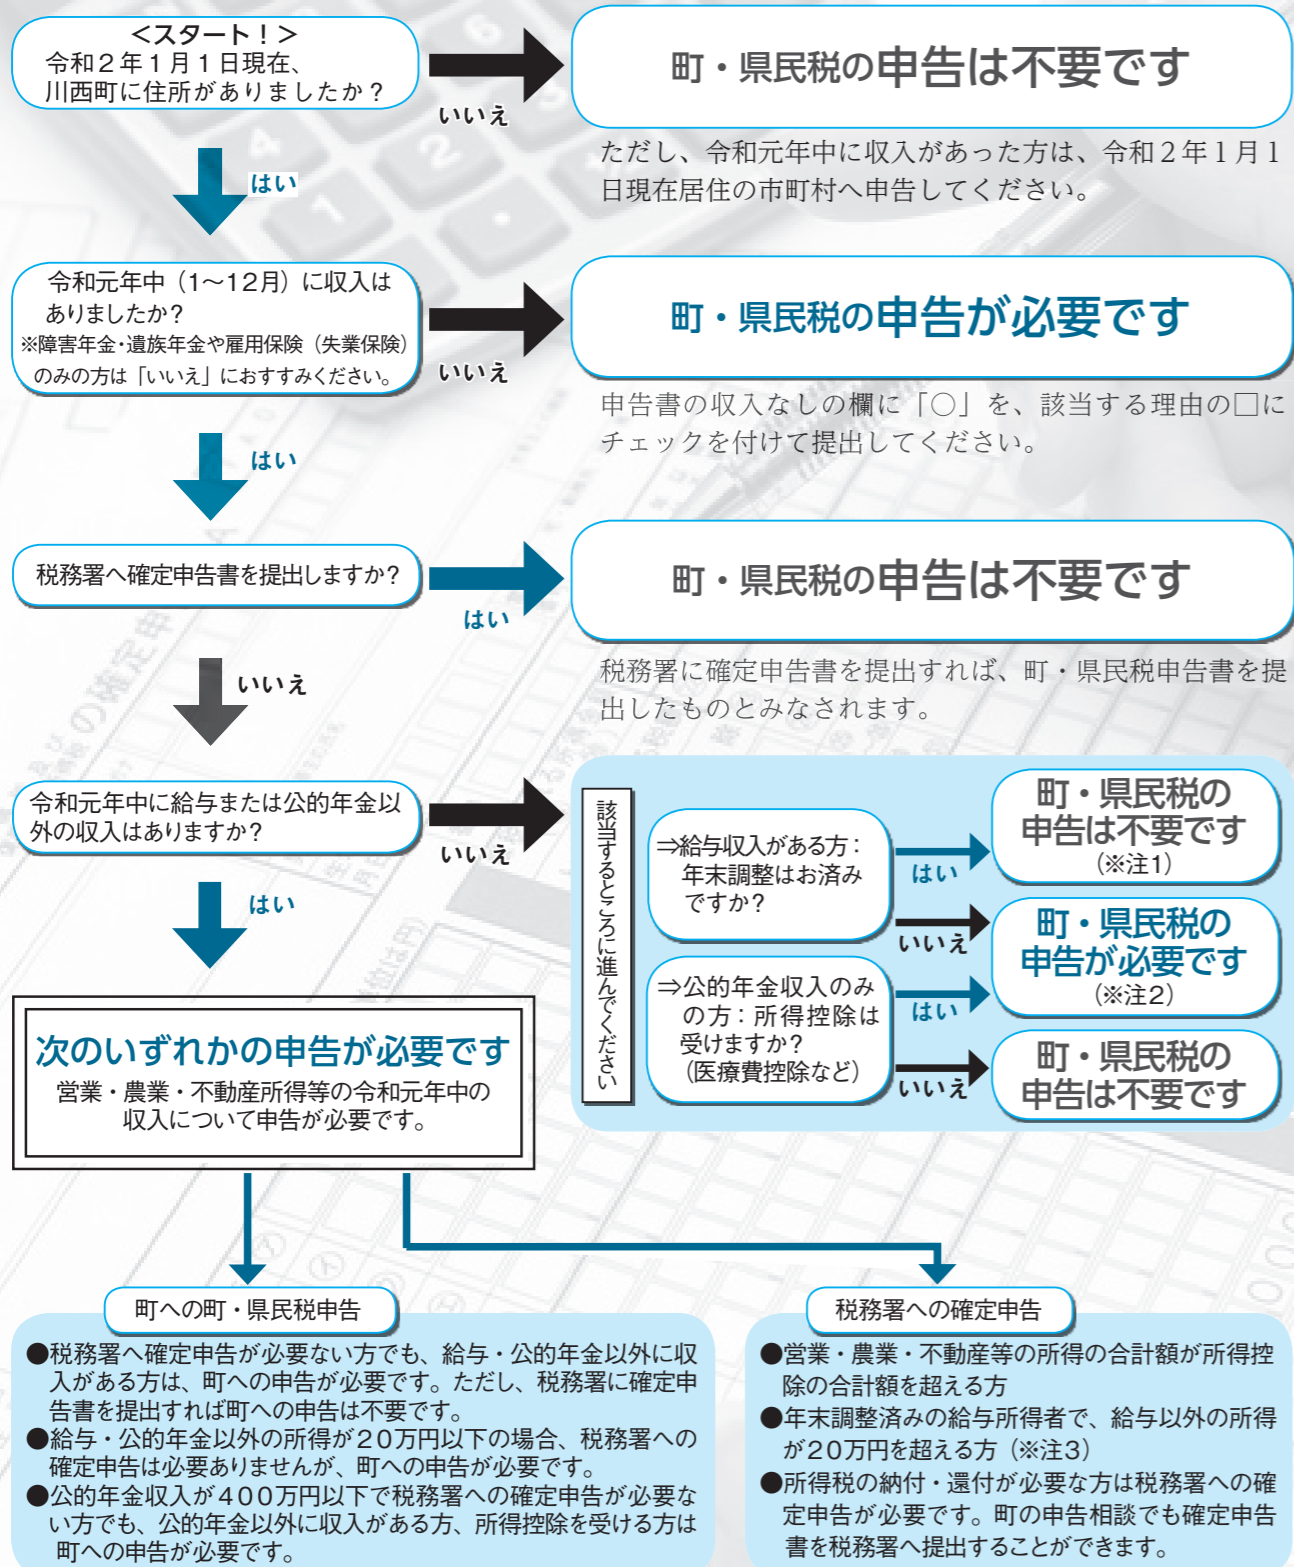 <スタート！>
令和２年１月１日現在、
川西町に住所がありましたか？
いいえ
町・県民税の申告は不要です
ただし、令和元年中に収入があった方は、令和２年１月１
日現在居住の市町村へ申告してください。
はい
令和元年中（1～12月）に収入は
ありましたか？
※障害年金・遺族年金や雇用保険（失業保険）
のみの方は「いいえ」におすすみください。
いいえ
町・県民税の申告が必要です
申告書の収入なしの欄に「○」を、該当する理由の□に
チェックを付けて提出してください。
はい
税務署へ確定申告書を提出しますか？
はい
町・県民税の申告は不要です
税務署に確定申告書を提出すれば、町・県民税申告書を提
出したものとみなされます。
いいえ
令和元年中に給与または公的年金以
外の収入はありますか？
いいえ
該当するところに進んでください
⇒給与収入がある方：
年末調整はお済み
ですか？
はい
町・県民税の
申告は不要です
（※注1）
いいえ
町・県民税の
申告が必要です
（※注2）
⇒公的年金収入のみ
の方：所得控除は
受けますか？
（医療費控除など）
はい
いいえ
町・県民税の
申告は不要です
はい
次のいずれかの申告が必要です
営業・農業・不動産所得等の令和元年中の
収入について申告が必要です。
町への町・県民税申告
●税務署へ確定申告が必要ない方でも、給与・公的年金以外に収
入がある方は、町への申告が必要です。ただし、税務署に確定申
告書を提出すれば町への申告は不要です。
●給与・公的年金以外の所得が２０万円以下の場合、税務署への
確定申告は必要ありませんが、町への申告が必要です。
●公的年金収入が４００万円以下で税務署への確定申告が必要な
い方でも、公的年金以外に収入がある方、所得控除を受ける方は
町への申告が必要です。
税務署への確定申告
●営業・農業・不動産等の所得の合計額が所得控
除の合計額を超える方
●年末調整済みの給与所得者で、給与以外の所得
が２０万円を超える方（※注3）
●所得税の納付・還付が必要な方は税務署への確
定申告が必要です。町の申告相談でも確定申告
書を税務署へ提出することができます。